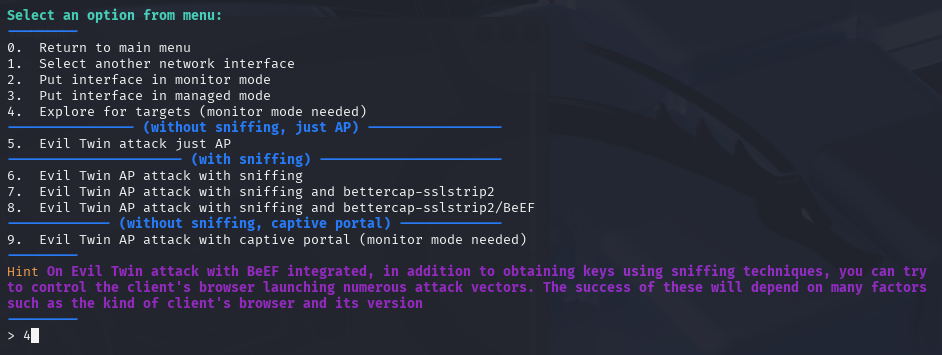 Select an option from menu:
---------
0.  Return to main menu
1.  Select another network interface
2.  Put interface in monitor mode
3.  Put interface in managed mode
4.  Explore for targets (monitor mode needed)
---------------- (without sniffing, just AP) -----------------
5.  Evil Twin attack just AP
---------------------- (with sniffing) -----------------------
6.  Evil Twin AP attack with sniffing
7.  Evil Twin AP attack with sniffing and bettercap-sslstrip2
8.  Evil Twin AP attack with sniffing and bettercap-sslstrip2/BeEF
------------- (without sniffing, captive portal) -------------
9.  Evil Twin AP attack with captive portal (monitor mode needed)
---------
Hint On Evil Twin attack with BeEF integrated, in addition to obtaining keys using sniffing techniques, you can try
to control the client's browser launching numerous attack vectors. The success of these will depend on many factors
such as the kind of client's browser and its version
---------
> 4